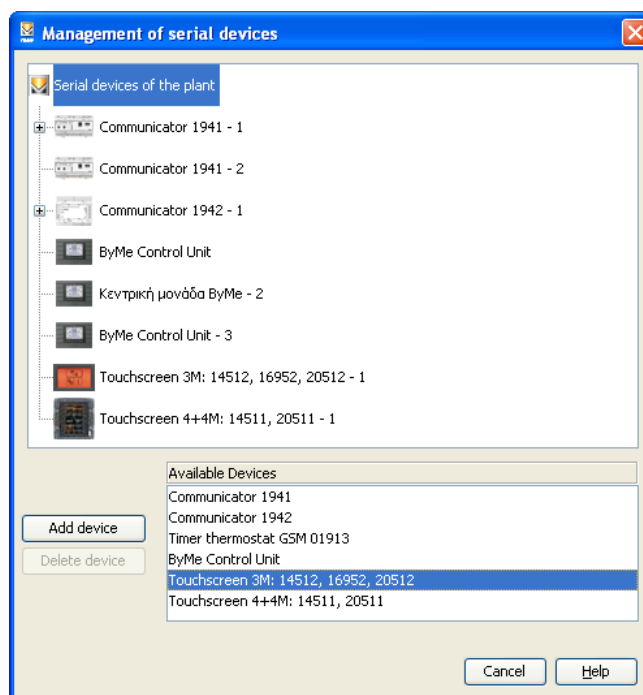 Management of serial devices
Serial devices of the plant
Communicator 1941 - 1
Communicator 1941 - 2
Communicator 1942 - 1
ByMe Control Unit
Κεντρική μονάδα ByMe - 2
ByMe Control Unit - 3
Touchscreen 3M: 14512, 16952, 20512 - 1
Touchscreen 4+4M: 14511, 20511 - 1
Available Devices
Communicator 1941
Communicator 1942
Timer thermostat GSM 01913
ByMe Control Unit
Touchscreen 3M: 14512, 16952, 20512
Touchscreen 4+4M: 14511, 20511
Add device
Delete device
Cancel
Help